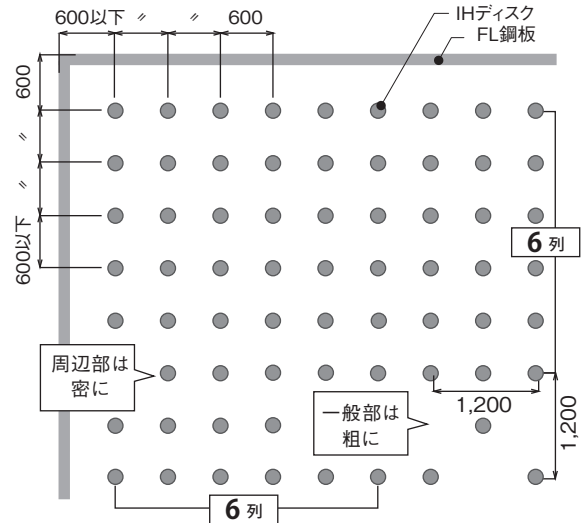 600以下
〃
〃
600
IHディスク
FL鋼板
600
〃
〃
600以下
6列
周辺部は
密に
一般部は
粗に
1,200
1,200
6列